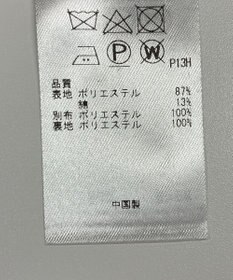 P W P13H
品質
表地 ポリエステル 87%
綿 13%
別布 ポリエステル 100%
裏地 ポリエステル 100%
中国製